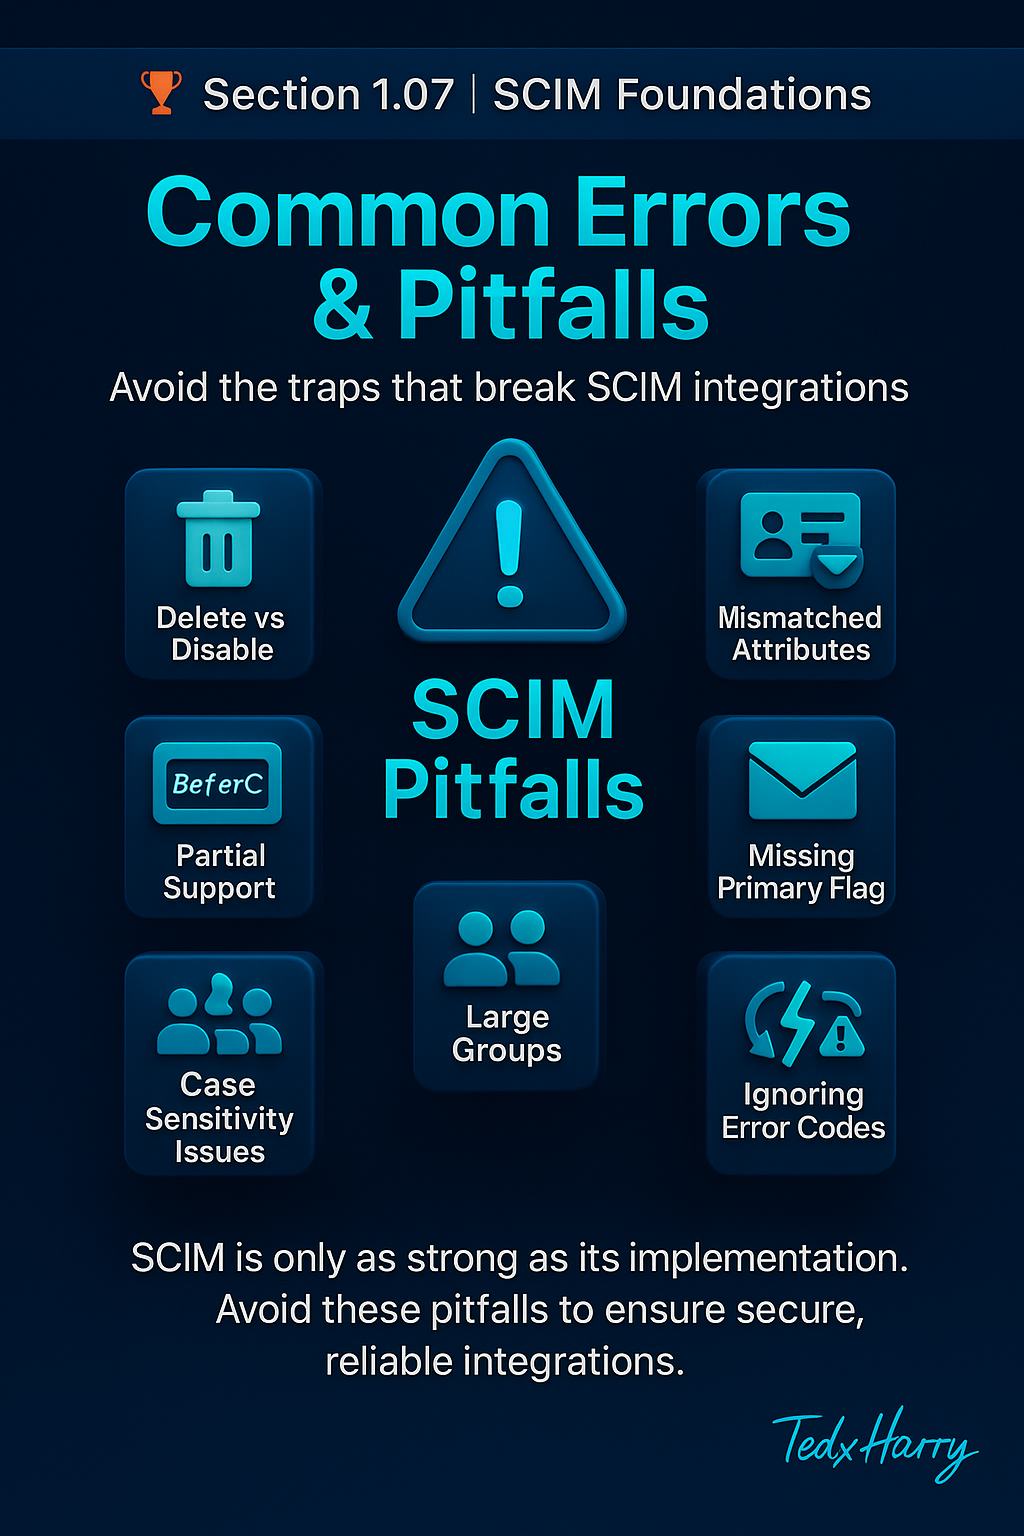 Section 1.07 | SCIM Foundations
Common Errors
& Pitfalls
Avoid the traps that break SCIM integrations
Delete vs
Disable
Mismatched
Attributes
SCIM
Pitfalls
BeferC
Partial
Support
Missing
Primary Flag
Large
Groups
Case
Sensitivity
Issues
Ignoring
Error Codes
SCIM is only as strong as its implementation.
Avoid these pitfalls to ensure secure,
reliable integrations.
TedxHarry